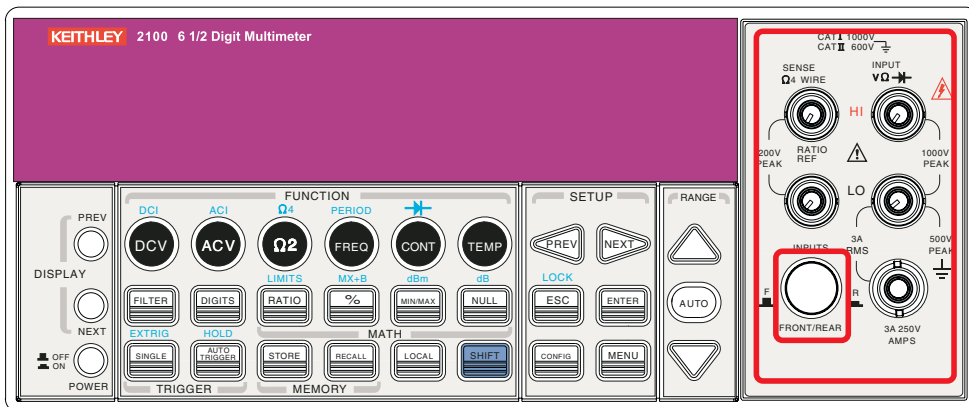 KEITHLEY 2100 6 1/2 Digit Multimeter
CAT I 1000V
CAT II 600V
SENSE
Ω4 WIRE
INPUT
VΩ
HI
200V
PEAK
RATIO
REF
1000V
PEAK
LO
3A
RMS
500V
PEAK
INPUTS
F
R
FRONT/REAR
3A 250V
AMPS
PREV
DISPLAY
NEXT
OFF
ON
POWER
FUNCTION
DCI ACI Ω4 PERIOD
DCV ACV Ω2 FREQ CONT TEMP
LIMITS MX+B dBm dB
FILTER DIGITS RATIO % MIN/MAX NULL
EXTRIG HOLD MATH
SINGLE AUTO TRIGGER STORE RECALL LOCAL SHIFT
TRIGGER MEMORY
SETUP
PREV NEXT
LOCK
ESC ENTER
CONFIG MENU
RANGE
AUTO